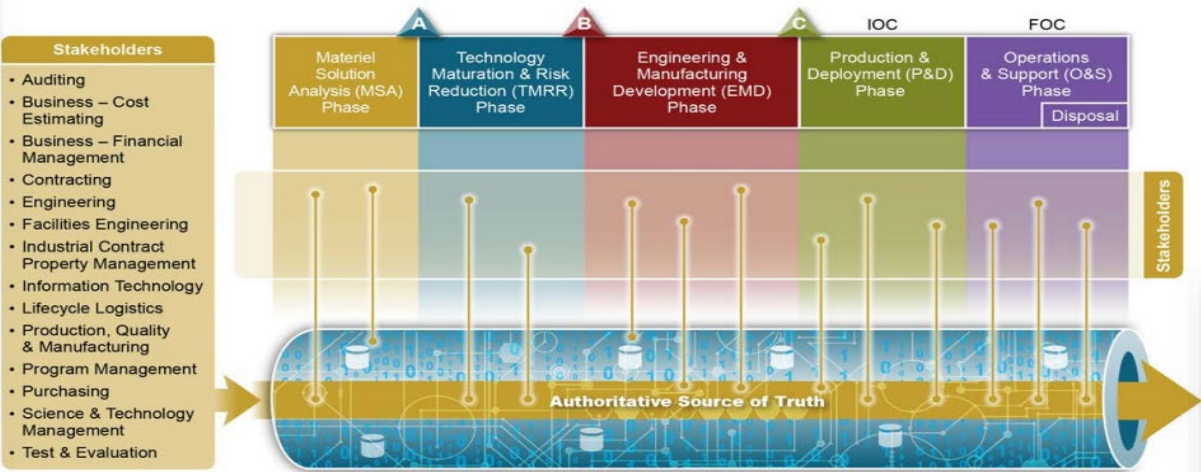 Stakeholders
• Auditing
• Business – Cost
Estimating
• Business – Financial
Management
• Contracting
• Engineering
• Facilities Engineering
• Industrial Contract
Property Management
• Information Technology
• Lifecycle Logistics
• Production, Quality
& Manufacturing
• Program Management
• Purchasing
• Science & Technology
Management
• Test & Evaluation
A
B
C
IOC
FOC
Materiel
Solution
Analysis (MSA)
Phase
Technology
Maturation & Risk
Reduction (TMRR)
Phase
Engineering &
Manufacturing
Development (EMD)
Phase
Production &
Deployment (P&D)
Phase
Operations
& Support (O&S)
Phase
Disposal
Stakeholders
Authoritative Source of Truth